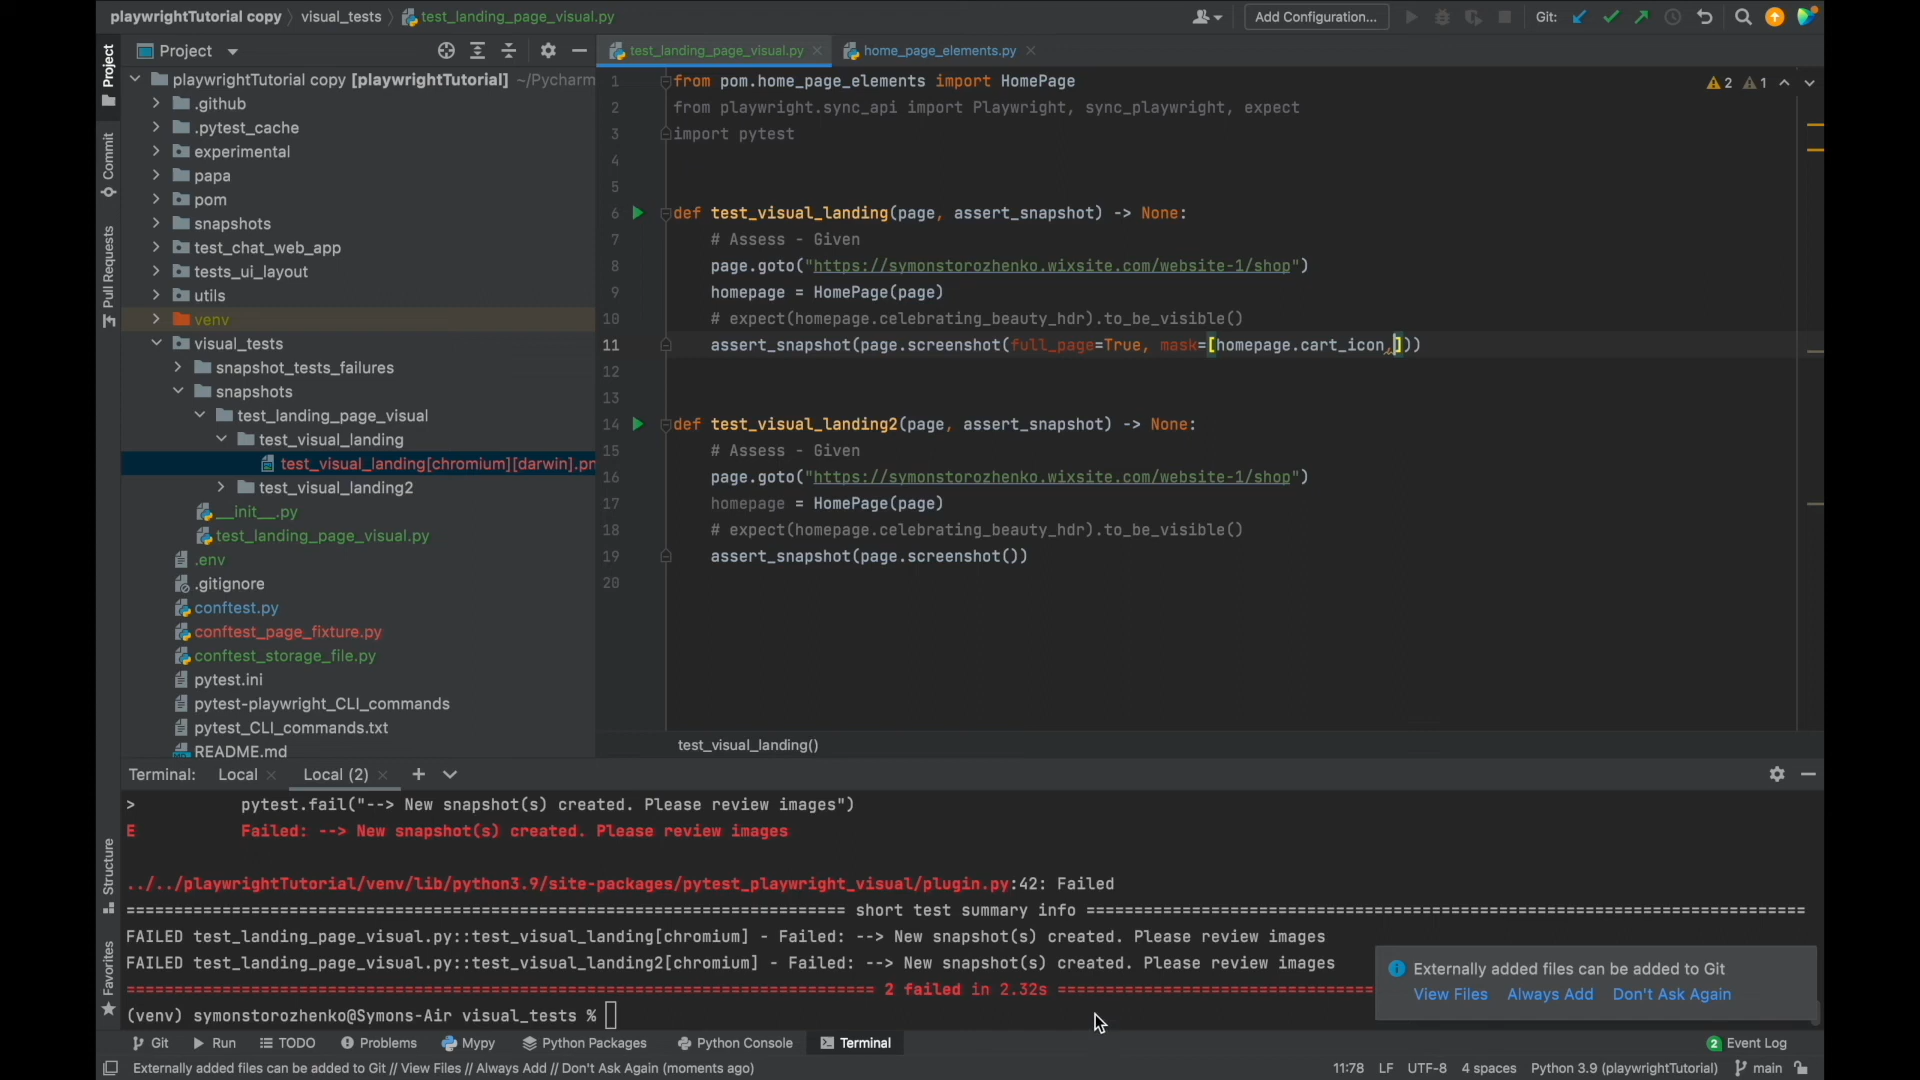 playwrightTutorial copy
visual_tests
test_landing_page_visual.py
Add Configuration...
Git:
Project
test_landing_page_visual.py
home_page_elements.py
Project
Commit
Pull Requests
playwrightTutorial copy [playwrightTutorial] ~/Pycharm
.github
.pytest_cache
experimental
papa
pom
snapshots
test_chat_web_app
tests_ui_layout
utils
venv
visual_tests
snapshot_tests_failures
snapshots
test_landing_page_visual
test_visual_landing
test_visual_landing[chromium][darwin].pn
test_visual_landing2
__init__.py
test_landing_page_visual.py
.env
.gitignore
conftest.py
conftest_page_fixture.py
conftest_storage_file.py
pytest.ini
pytest-playwright_CLI_commands
pytest_CLI_commands.txt
README.md
2 1
1 from pom.home_page_elements import HomePage
2 from playwright.sync_api import Playwright, sync_playwright, expect
3 import pytest
4
5
6 def test_visual_landing(page, assert_snapshot) -> None:
7 # Assess - Given
8 page.goto("https://symonstorozhenko.wixsite.com/website-1/shop")
9 homepage = HomePage(page)
10 # expect(homepage.celebrating_beauty_hdr).to_be_visible()
11 assert_snapshot(page.screenshot(full_page=True, mask=[homepage.cart_icon,]))
12
13
14 def test_visual_landing2(page, assert_snapshot) -> None:
15 # Assess - Given
16 page.goto("https://symonstorozhenko.wixsite.com/website-1/shop")
17 homepage = HomePage(page)
18 # expect(homepage.celebrating_beauty_hdr).to_be_visible()
19 assert_snapshot(page.screenshot())
20
test_visual_landing()
Terminal: Local Local (2)
> pytest.fail("--> New snapshot(s) created. Please review images")
E Failed: --> New snapshot(s) created. Please review images
../../playwrightTutorial/venv/lib/python3.9/site-packages/pytest_playwright_visual/plugin.py:42: Failed
short test summary info
FAILED test_landing_page_visual.py::test_visual_landing[chromium] - Failed: --> New snapshot(s) created. Please review images
FAILED test_landing_page_visual.py::test_visual_landing2[chromium] - Failed: --> New snapshot(s) created. Please review images
2 failed in 2.32s
(venv) symonstorozhenko@Symons-Air visual_tests %
Externally added files can be added to Git
View Files Always Add Don't Ask Again
Structure
Favorites
Git Run TODO Problems Mypy Python Packages Python Console Terminal 2 Event Log
Externally added files can be added to Git // View Files // Always Add // Don't Ask Again (moments ago) 11:78 LF UTF-8 4 spaces Python 3.9 (playwrightTutorial) main